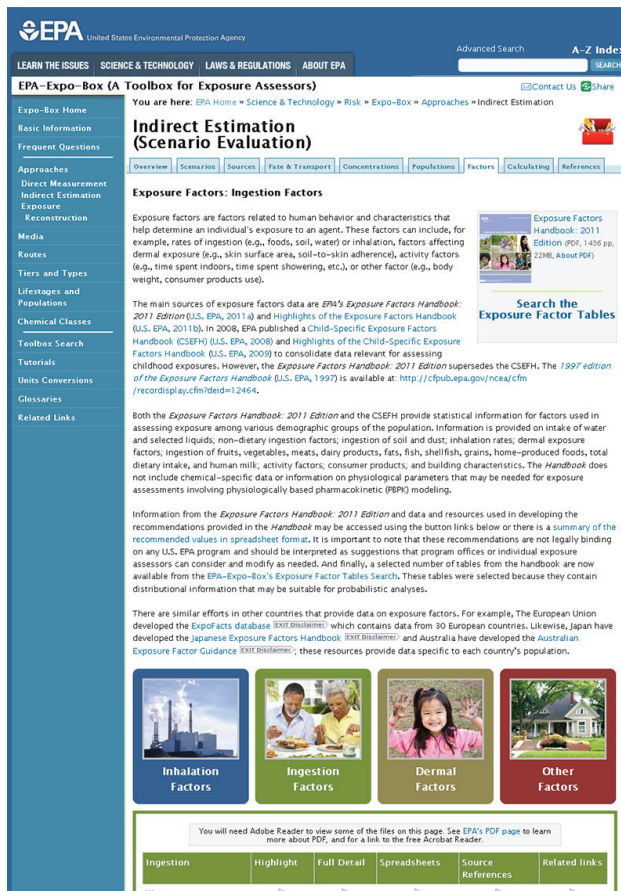 EPA United States Environmental Protection Agency
Advanced Search
A-Z Index
LEARN THE ISSUES SCIENCE & TECHNOLOGY LAWS & REGULATIONS ABOUT EPA
SEARCH
EPA-Expo-Box (A Toolbox for Exposure Assessors)
Contact Us Share
You are here: EPA Home » Science & Technology » Risk » Expo-Box » Approaches » Indirect Estimation
Expo-Box Home
Basic Information
Frequent Questions
Approaches
Direct Measurement
Indirect Estimation
Exposure
Reconstruction
Media
Routes
Tiers and Types
Lifestages and
Populations
Chemical Classes
Toolbox Search
Tutorials
Units Conversions
Glossaries
Related Links
Indirect Estimation
(Scenario Evaluation)
Overview Scenarios Sources Fate & Transport Concentrations Populations Factors Calculating References
Exposure Factors: Ingestion Factors
Exposure factors are factors related to human behavior and characteristics that
help determine an individual's exposure to an agent. These factors can include, for
example, rates of ingestion (e.g., foods, soil, water) or inhalation, factors affecting
dermal exposure (e.g., skin surface area, soil-to-skin adherence), activity factors
(e.g., time spent indoors, time spent showering, etc.), or other factor (e.g., body
weight, consumer products use).
Exposure Factors
Handbook: 2011
Edition (PDF, 1436 pp,
22MB, About PDF)
Search the
Exposure Factor Tables
The main sources of exposure factors data are EPA's Exposure Factors Handbook:
2011 Edition (U.S. EPA, 2011a) and Highlights of the Exposure Factors Handbook
(U.S. EPA, 2011b). In 2008, EPA published a Child-Specific Exposure Factors
Handbook (CSEFH) (U.S. EPA, 2008) and Highlights of the Child-Specific Exposure
Factors Handbook (U.S. EPA, 2009) to consolidate data relevant for assessing
childhood exposures. However, the Exposure Factors Handbook: 2011 Edition supersedes the CSEFH. The 1997 edition
of the Exposure Factors Handbook (U.S. EPA, 1997) is available at: http://cfpub.epa.gov/ncea/cfm
/recordisplay.cfm?deid=12464.
Both the Exposure Factors Handbook: 2011 Edition and the CSEFH provide statistical information for factors used in
assessing exposure among various demographic groups of the population. Information is provided on intake of water
and selected liquids; non-dietary ingestion factors; ingestion of soil and dust; inhalation rates; dermal exposure
factors; ingestion of fruits, vegetables, meats, dairy products, fats, fish, shellfish, grains, home-produced foods, total
dietary intake, and human milk; activity factors; consumer products; and building characteristics. The Handbook does
not include chemical-specific data or information on physiological parameters that may be needed for exposure
assessments involving physiologically based pharmacokinetic (PBPK) modeling.
Information from the Exposure Factors Handbook: 2011 Edition and data and resources used in developing the
recommendations provided in the Handbook may be accessed using the button links below or there is a summary of the
recommended values in spreadsheet format. It is important to note that these recommendations are not legally binding
on any U.S. EPA program and should be interpreted as suggestions that program offices or individual exposure
assessors can consider and modify as needed. And finally, a selected number of tables from the handbook are now
available from the EPA-Expo-Box's Exposure Factor Tables Search. These tables were selected because they contain
distributional information that may be suitable for probabilistic analyses.
There are similar efforts in other countries that provide data on exposure factors. For example, The European Union
developed the ExpoFacts database EXIT Disclaimer which contains data from 30 European countries. Likewise, Japan have
developed the Japanese Exposure Factors Handbook EXIT Disclaimer and Australia have developed the Australian
Exposure Factor Guidance EXIT Disclaimer; these resources provide data specific to each country's population.
Inhalation
Factors
Ingestion
Factors
Dermal
Factors
Other
Factors
You will need Adobe Reader to view some of the files on this page. See EPA's PDF page to learn
more about PDF, and for a link to the free Acrobat Reader.
Ingestion Highlight Full Detail Spreadsheets Source References Related links